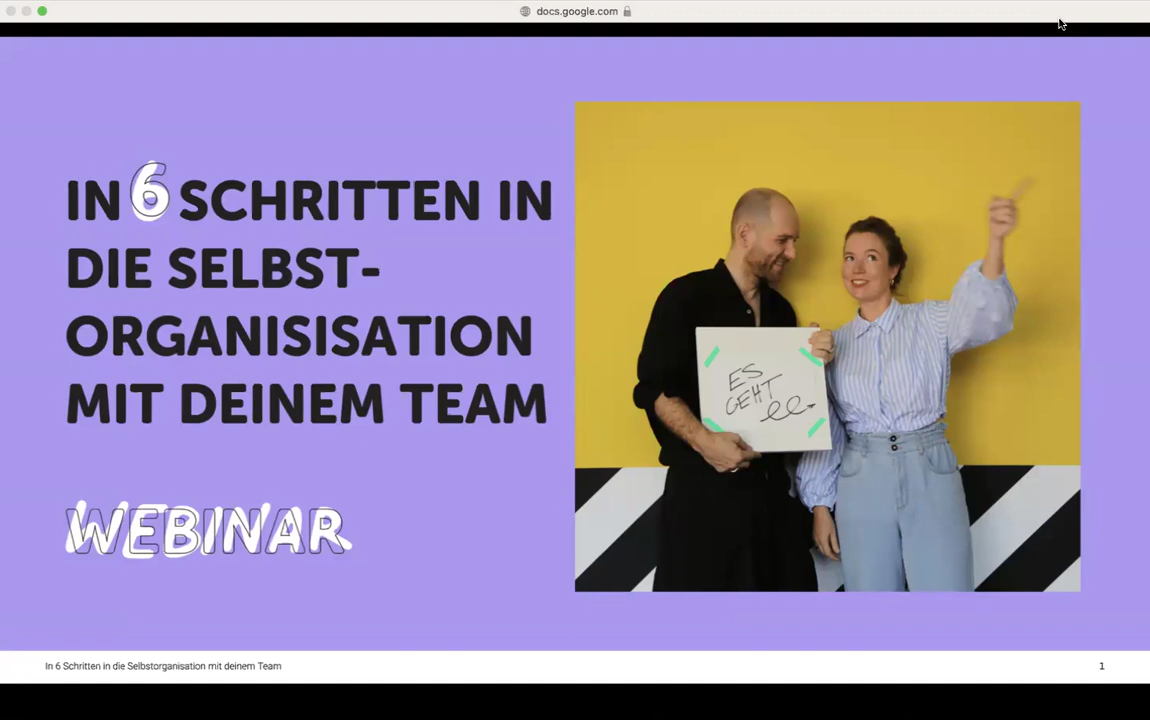 docs.google.com
IN 6 SCHRITTEN IN
DIE SELBST-
ORGANISISATION
MIT DEINEM TEAM
WEBINAR
ES
GEHT
In 6 Schritten in die Selbstorganisation mit deinem Team
1